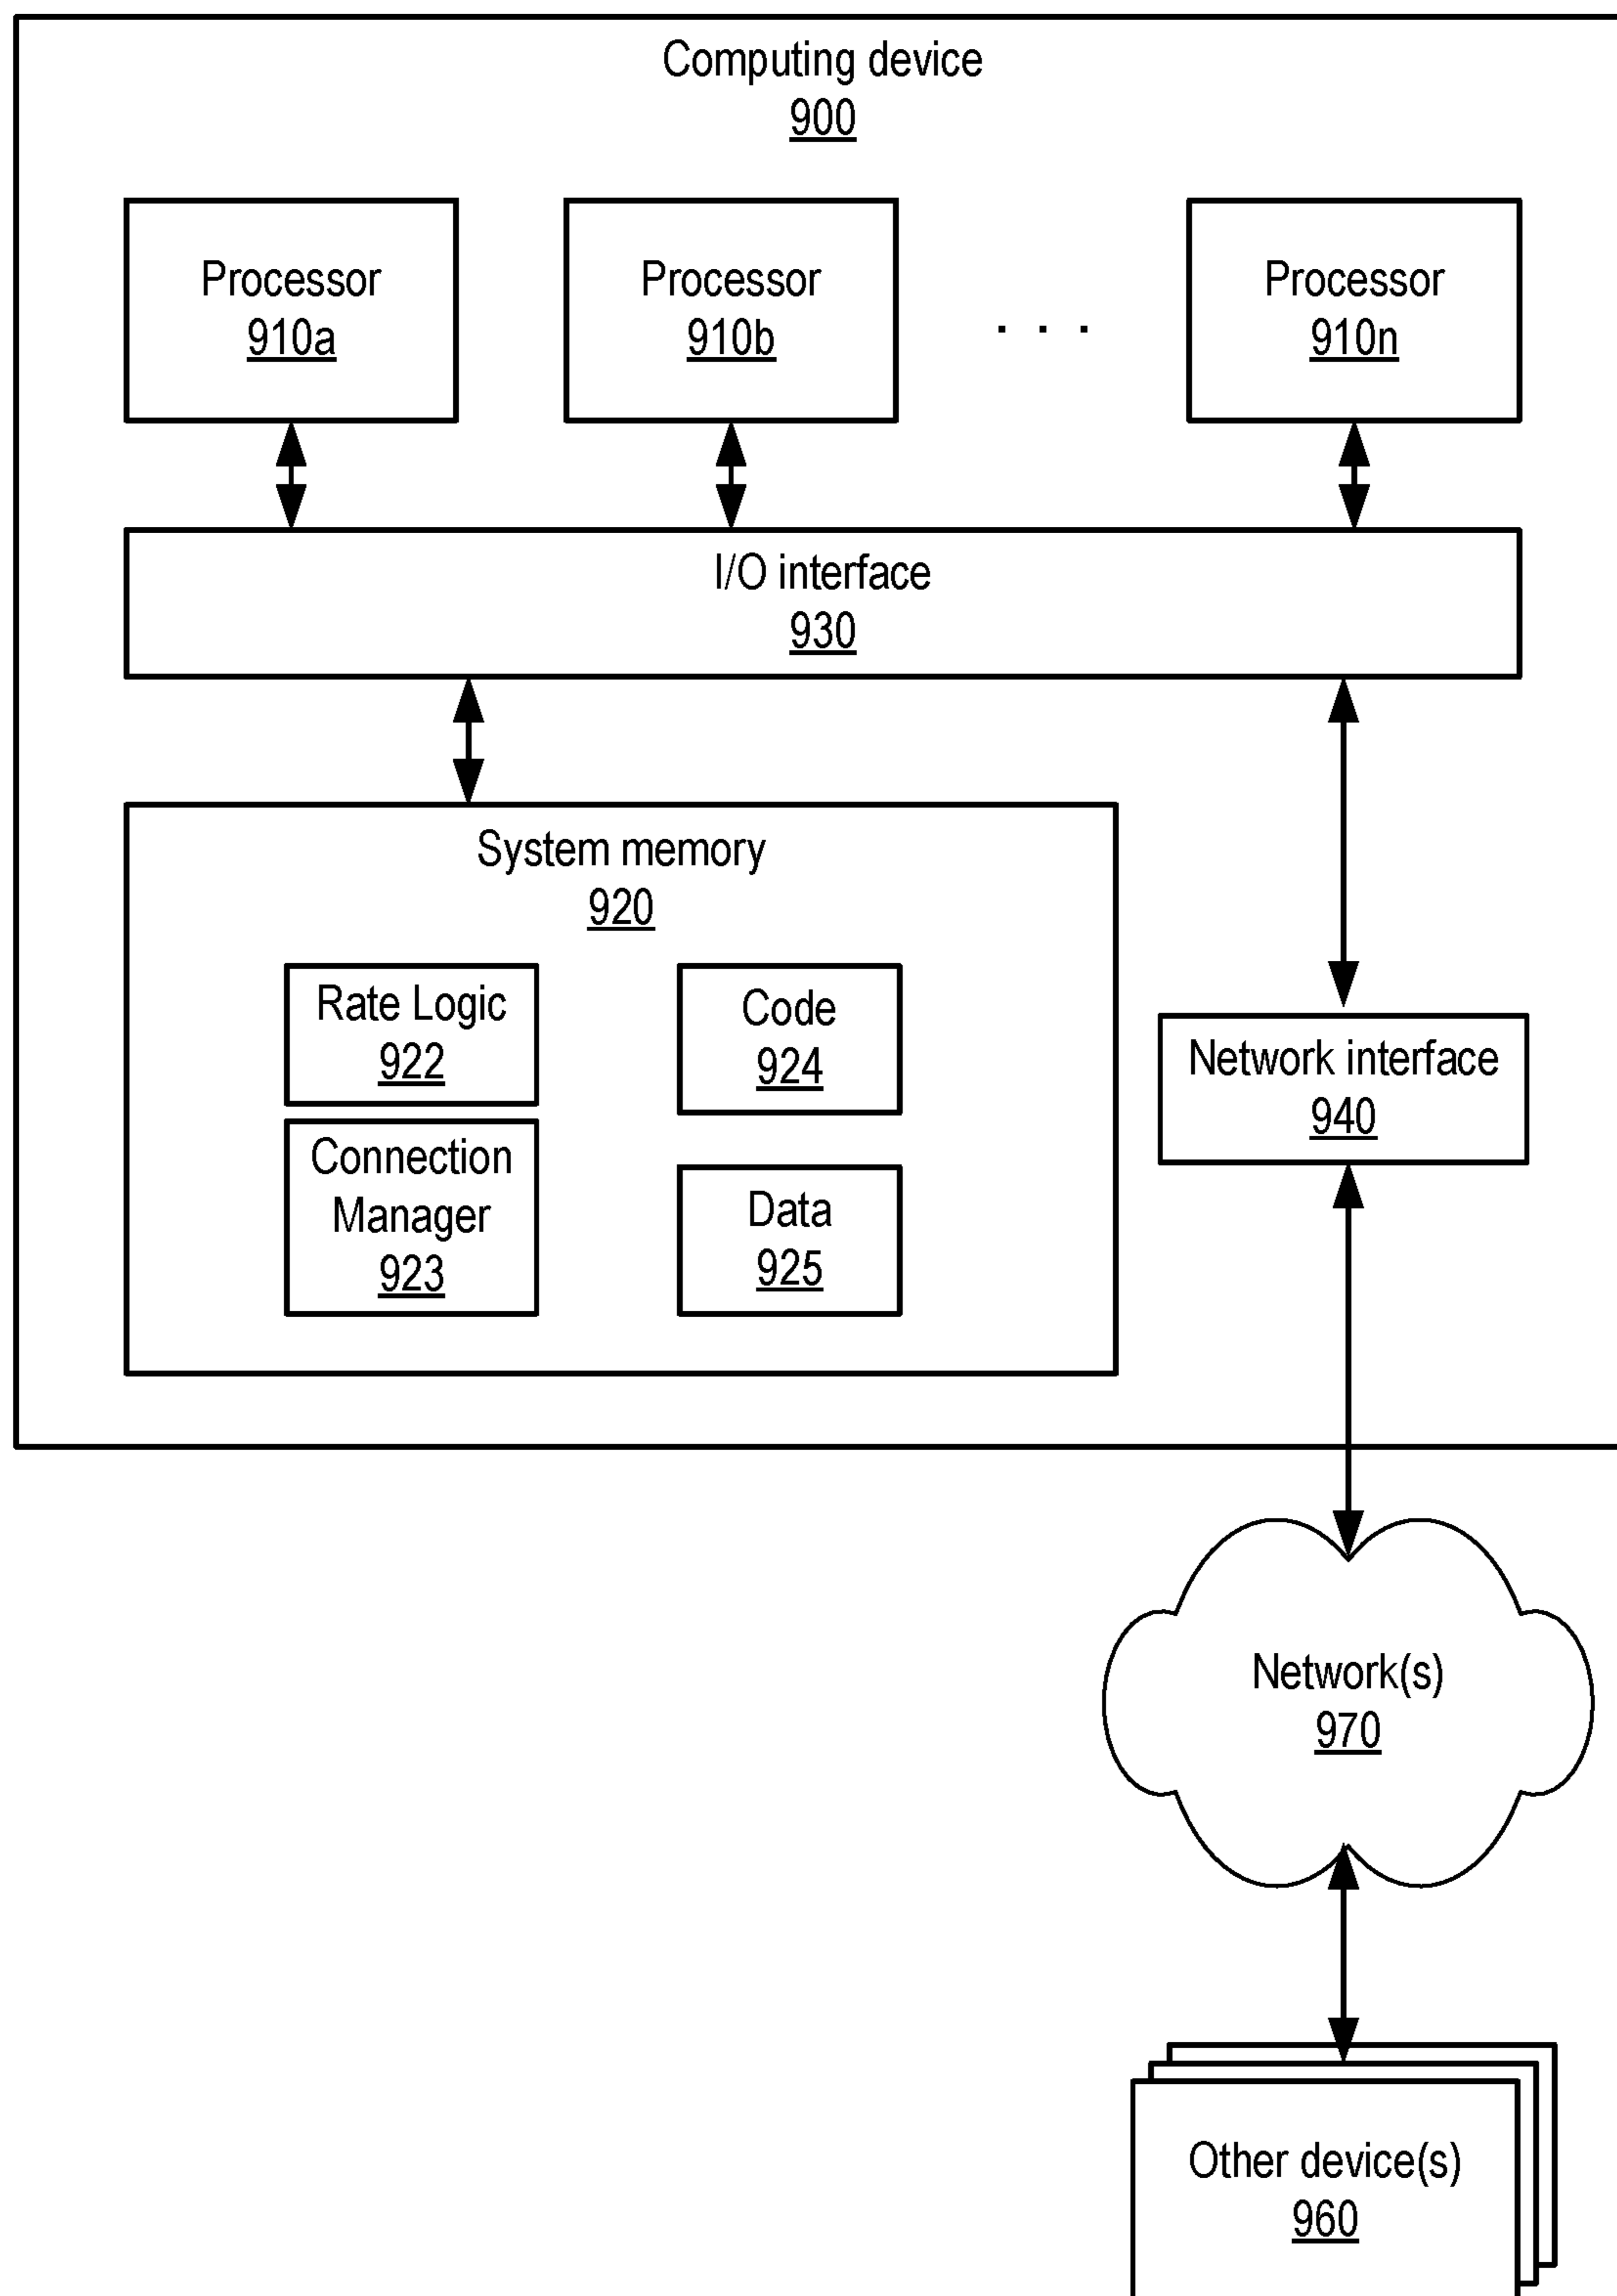 Computing device
900
Processor
910a
Processor
910b
. . .
Processor
910n
I/O interface
930
System memory
920
Rate Logic
922
Code
924
Connection
Manager
923
Data
925
Network interface
940
Network(s)
970
Other device(s)
960